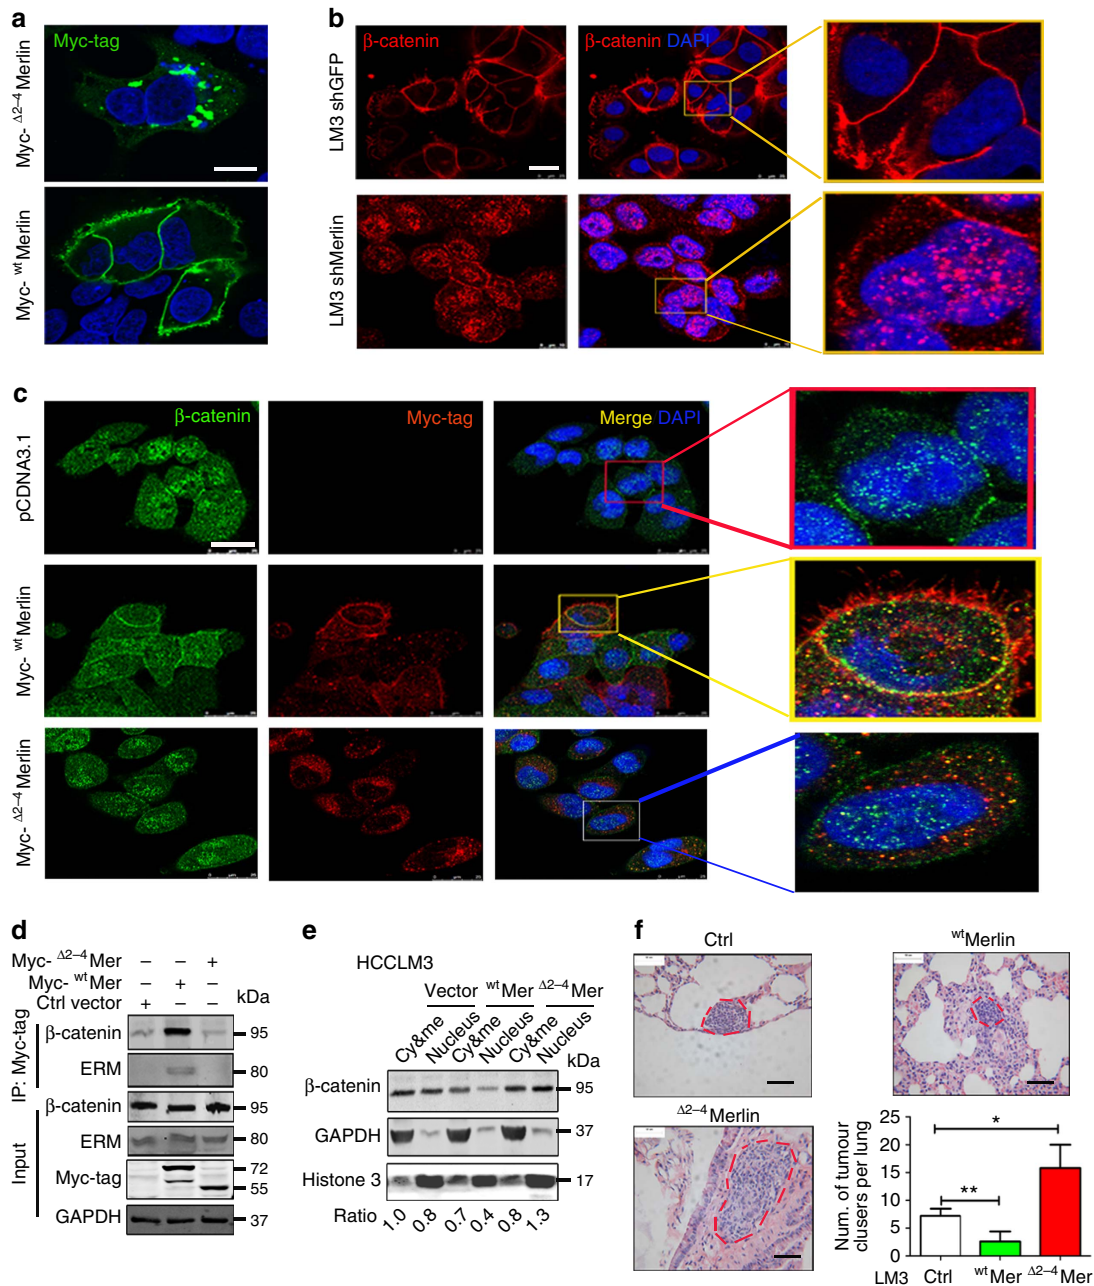 a
Myc-tag
Myc- Δ2–4 Merlin
Myc- wt Merlin
b
β-catenin
β-catenin DAPI
LM3 shGFP
LM3 shMerlin
c
β-catenin
Myc-tag
Merge DAPI
pCDNA3.1
Myc- wt Merlin
Myc- Δ2–4 Merlin
d
Myc- Δ2–4 Mer – – +
Myc- wt Mer – + –
Ctrl vector + – –
kDa
IP: Myc-tag
β-catenin 95
ERM 80
Input
β-catenin 95
ERM 80
Myc-tag 72
55
GAPDH 37
e
HCCLM3
Vector wtMer Δ2–4 Mer
Cy&me Nucleus Cy&me Nucleus Cy&me Nucleus
kDa
β-catenin 95
GAPDH 37
Histone 3 17
Ratio 1.0 0.8 0.7 0.4 0.8 1.3
f
Ctrl
wtMerlin
Δ2–4 Merlin
Num. of tumour
clusers per lung
25
20
15
10
5
0
*
**
LM3 Ctrl wtMer Δ2–4 Mer